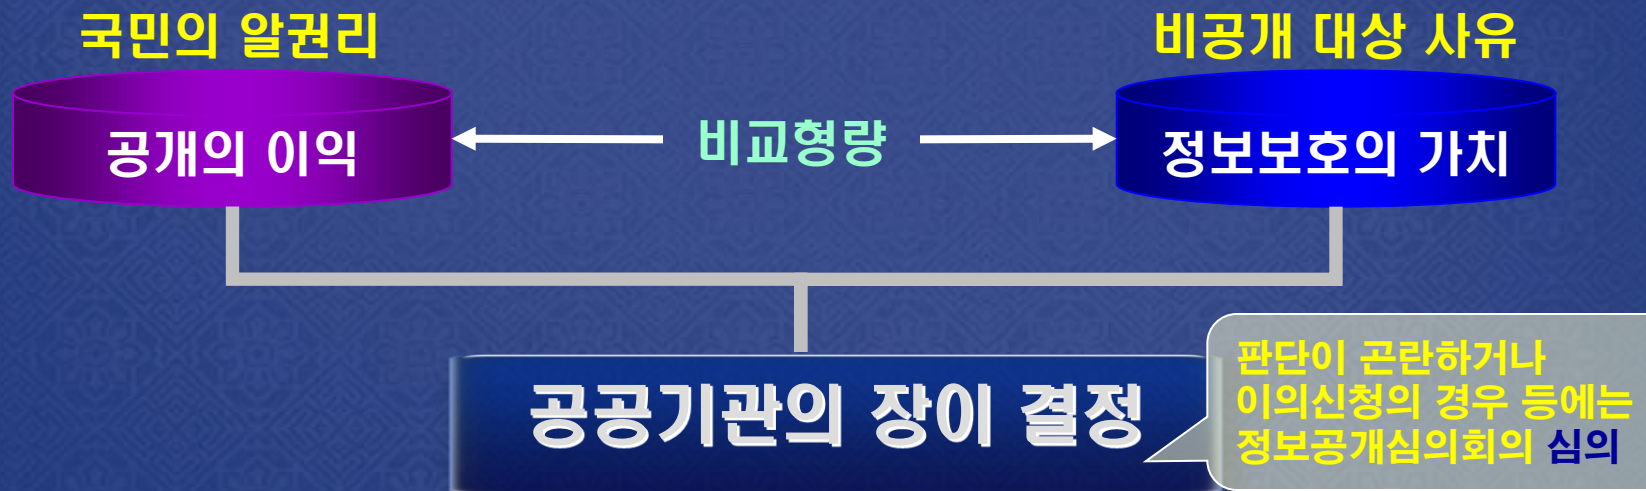 국민의 알권리
비공개 대상 사유
공개의 이익
비교형량
정보보호의 가치
공공기관의 장이 결정
판단이 곤란하거나
이의신청의 경우 등에는
정보공개심의회의 심의